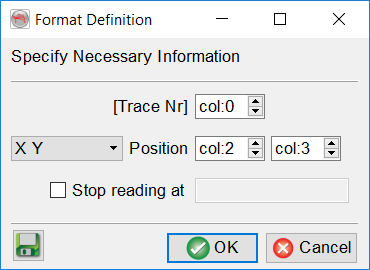 Format Definition
Specify Necessary Information
[Trace Nr] col:0
X Y Position col:2 col:3
Stop reading at
OK Cancel